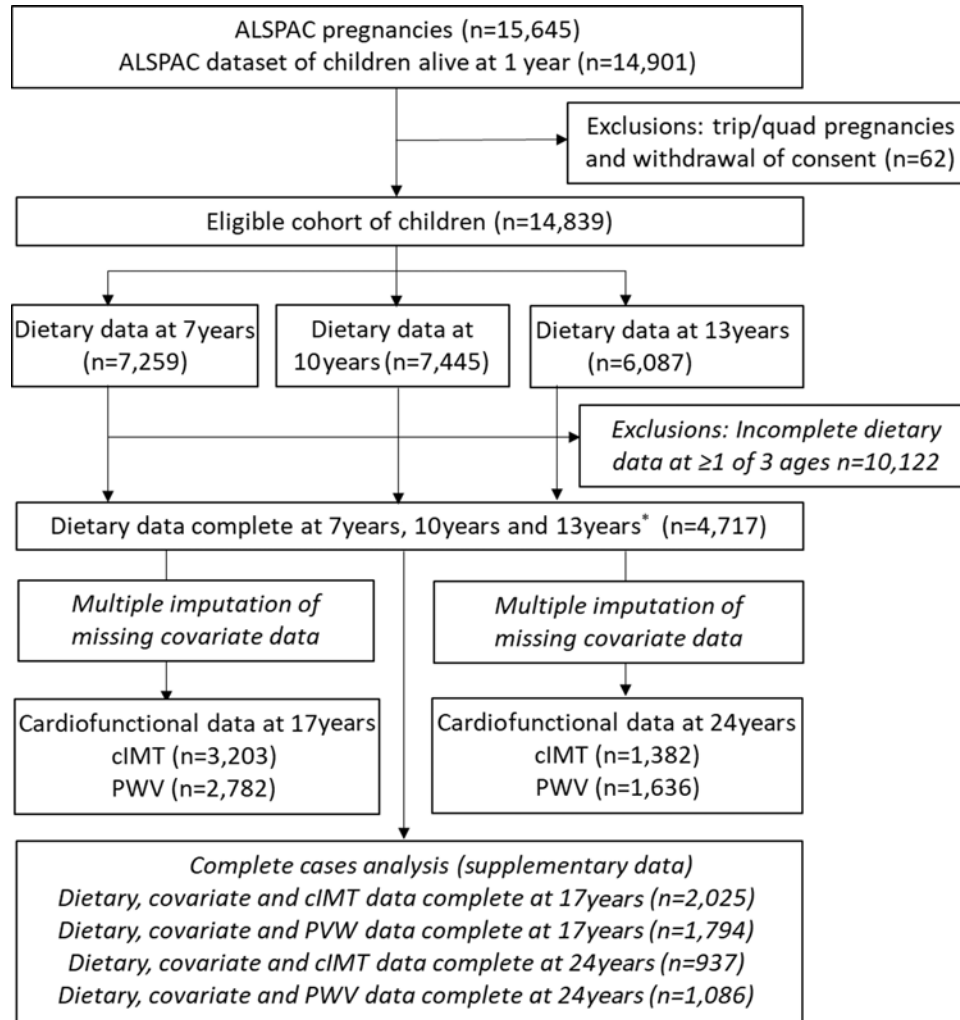 ALSPAC pregnancies (n=15,645)
ALSPAC dataset of children alive at 1 year (n=14,901)
Exclusions: trip/quad pregnancies
and withdrawal of consent (n=62)
Eligible cohort of children (n=14,839)
Dietary data at 7years
(n=7,259)
Dietary data at
10years (n=7,445)
Dietary data at 13years
(n=6,087)
Exclusions: Incomplete dietary
data at ≥1 of 3 ages n=10,122
Dietary data complete at 7years, 10years and 13years* (n=4,717)
Multiple imputation of
missing covariate data
Multiple imputation of
missing covariate data
Cardiofunctional data at 17years
cIMT (n=3,203)
PWV (n=2,782)
Cardiofunctional data at 24years
cIMT (n=1,382)
PWV (n=1,636)
Complete cases analysis (supplementary data)
Dietary, covariate and cIMT data complete at 17years (n=2,025)
Dietary, covariate and PVW data complete at 17years (n=1,794)
Dietary, covariate and cIMT data complete at 24years (n=937)
Dietary, covariate and PWV data complete at 24years (n=1,086)